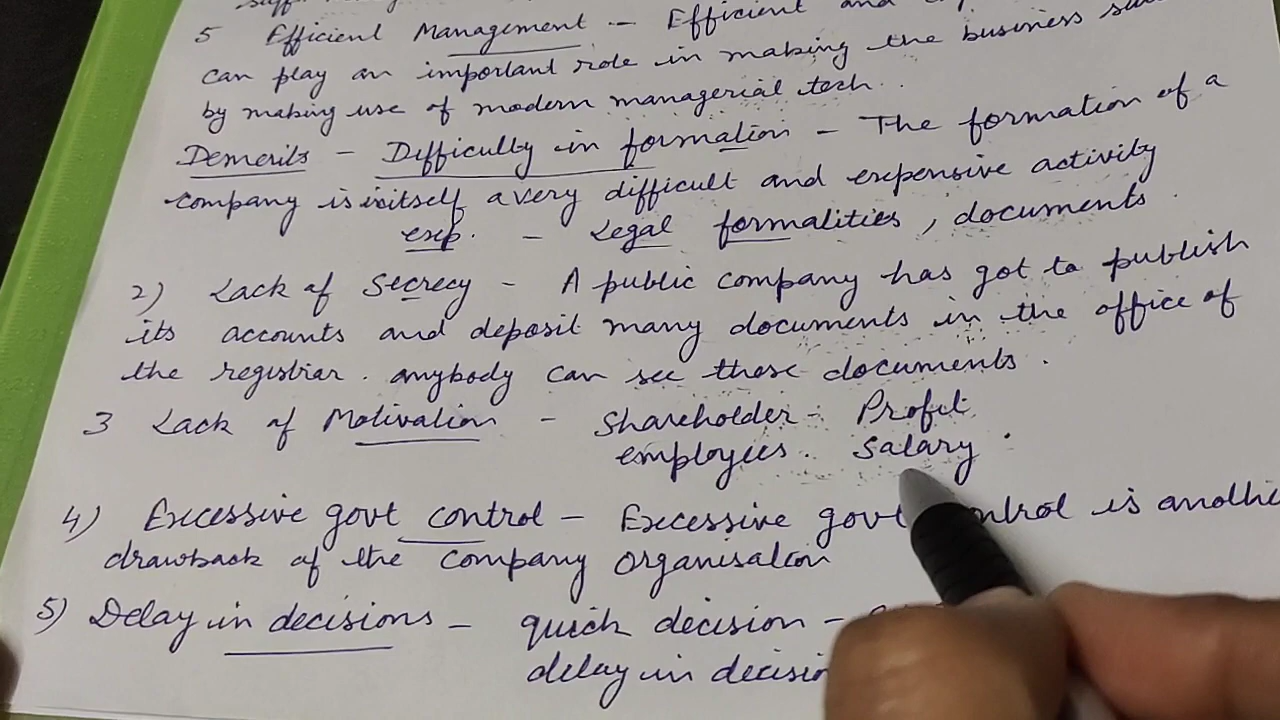 5 Efficient Management - Efficient and
can play an important role in making the business
by making use of modern managerial tech.
Demerits - Difficulty in formation - The formation of a
company is initself a very difficult and expensive activity
exp. - Legal formalities, documents.
2) Lack of Secrecy - A public company has got to publish
its accounts and deposit many documents in the office of
the registrar. anybody can see these documents.
3 Lack of Motivation - Shareholder - Profit
employees. Salary.
4) Excessive govt control - Excessive govt control is
drawback of the company organisation
5) Delay in decisions - quick decision -
delay in